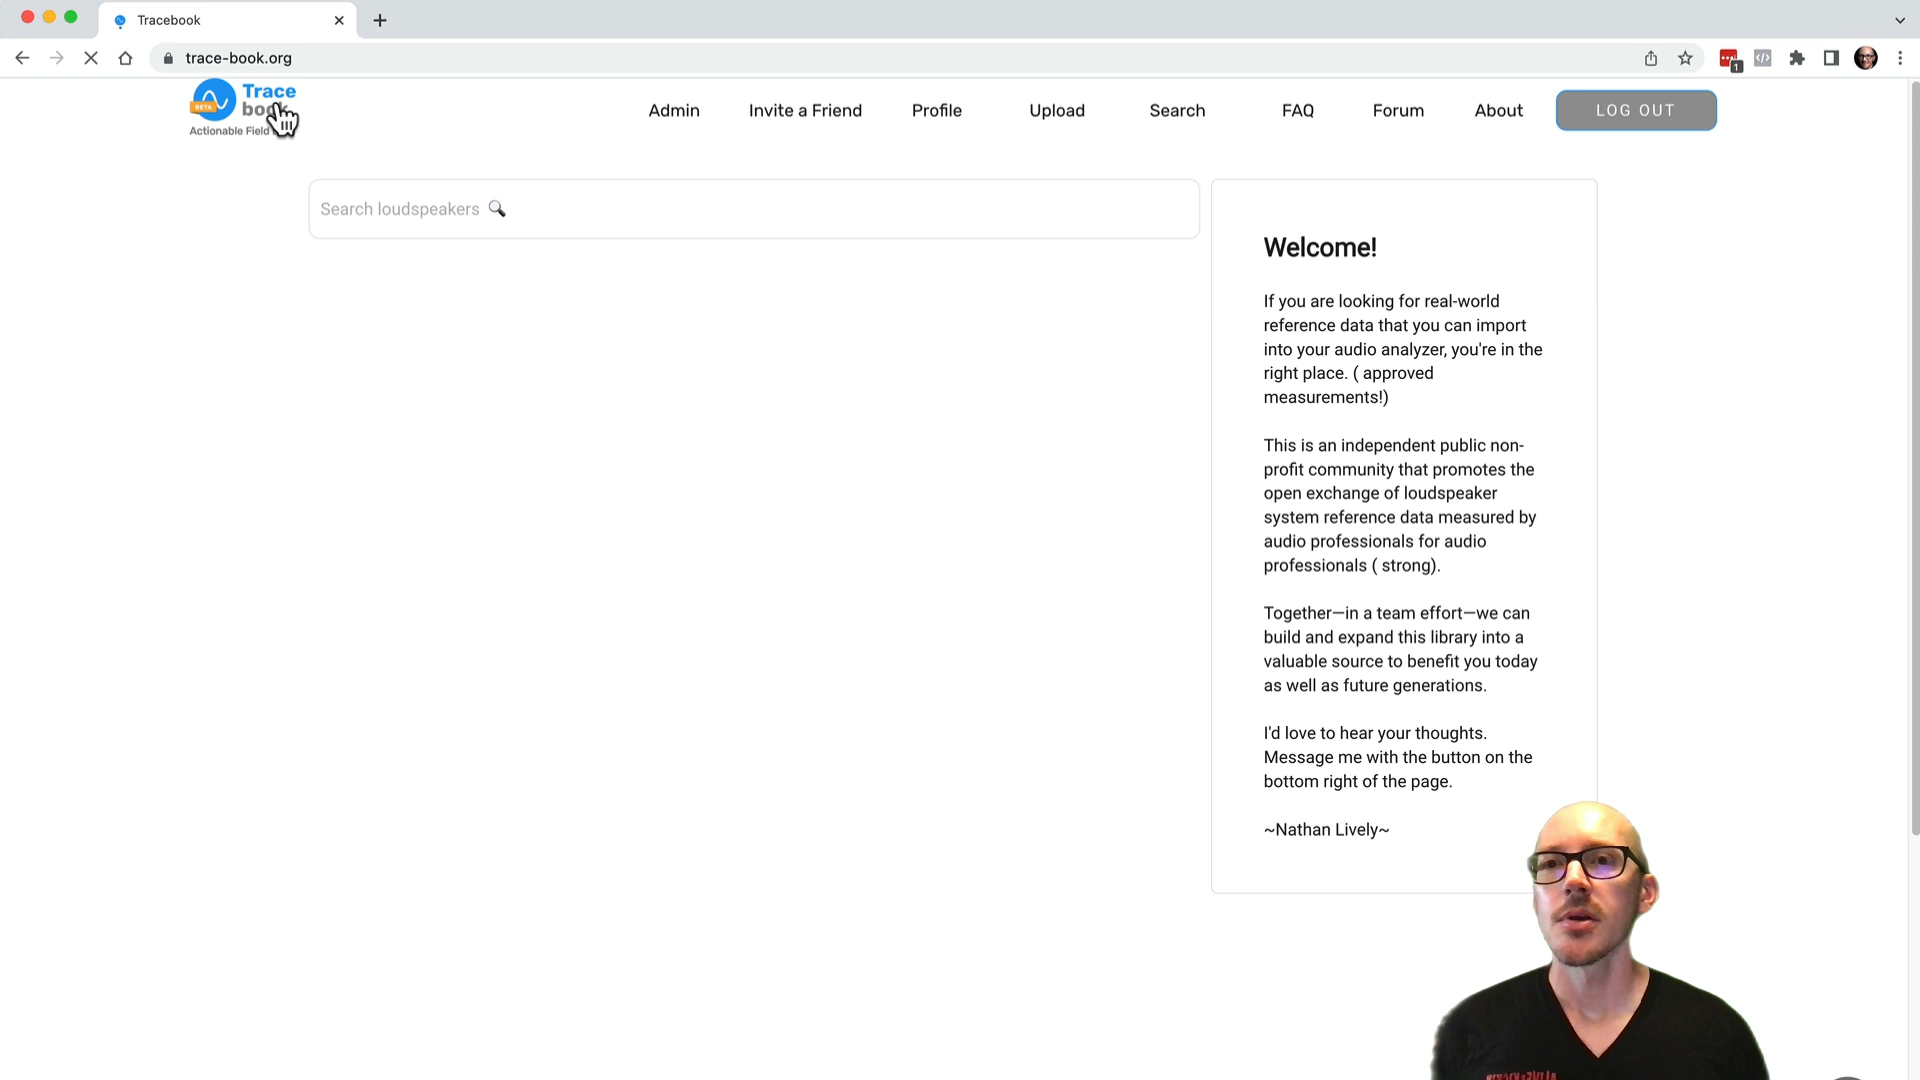 Tracebook
trace-book.org
1
Trace
book
BETA
Actionable Field
Admin
Invite a Friend
Profile
Upload
Search
FAQ
Forum
About
LOG OUT
Search loudspeakers
Welcome!
If you are looking for real-world
reference data that you can import
into your audio analyzer, you're in the
right place. ( approved
measurements!)
This is an independent public non-
profit community that promotes the
open exchange of loudspeaker
system reference data measured by
audio professionals for audio
professionals ( strong).
Together—in a team effort—we can
build and expand this library into a
valuable source to benefit you today
as well as future generations.
I'd love to hear your thoughts.
Message me with the button on the
bottom right of the page.
~Nathan Lively~